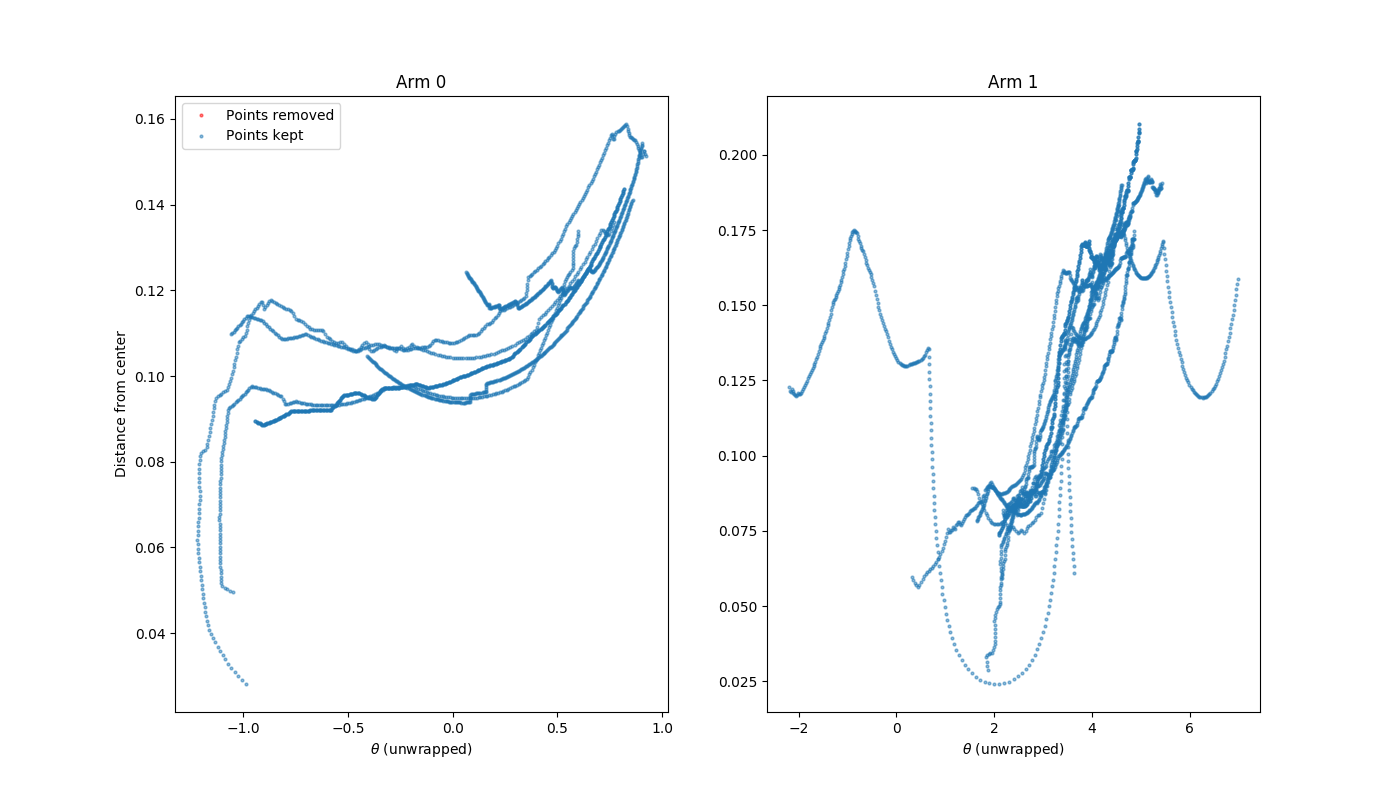 Arm 0
Points removed
Points kept
0.16
0.14
0.12
0.10
0.08
0.06
0.04
Distance from center
−1.0 −0.5 0.0 0.5 1.0
θ (unwrapped)
Arm 1
0.200
0.175
0.150
0.125
0.100
0.075
0.050
0.025
−2 0 2 4 6
θ (unwrapped)